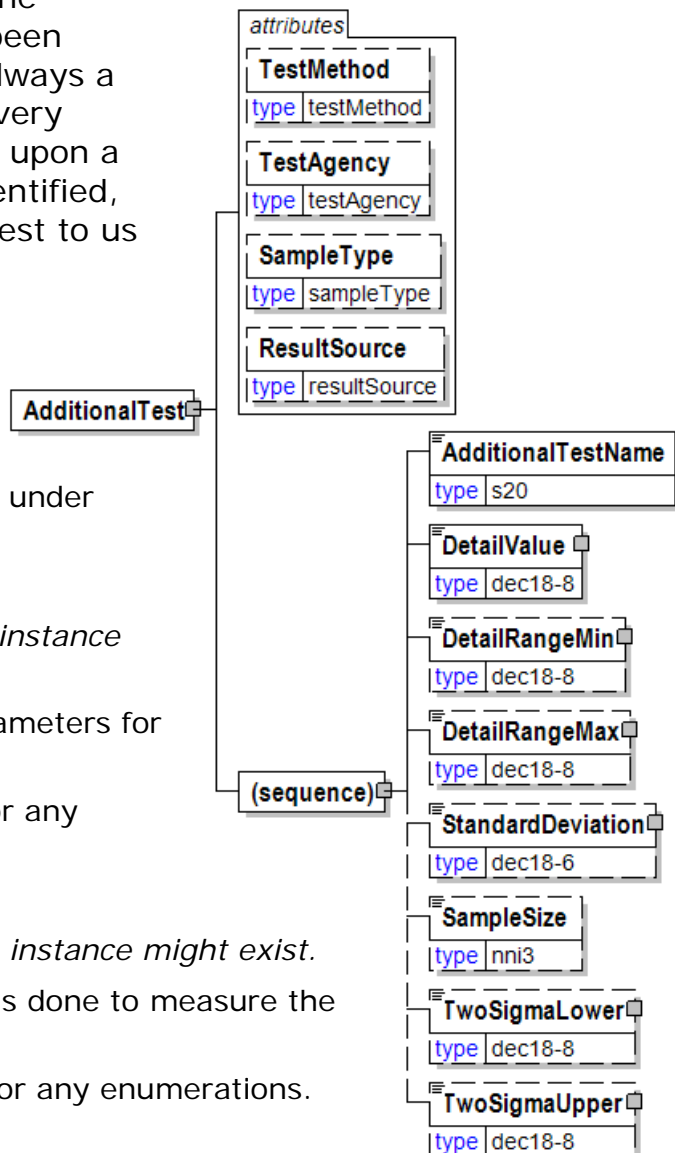 been
always a
very
upon a
entified,
est to us
under
instance
ameters for
or any
instance might exist.
s done to measure the
or any enumerations.
AdditionalTest
attributes
TestMethod
type testMethod
TestAgency
type testAgency
SampleType
type sampleType
ResultSource
type resultSource
(sequence)
AdditionalTestName
type s20
DetailValue
type dec18-8
DetailRangeMin
type dec18-8
DetailRangeMax
type dec18-8
StandardDeviation
type dec18-6
SampleSize
type nni3
TwoSigmaLower
type dec18-8
TwoSigmaUpper
type dec18-8